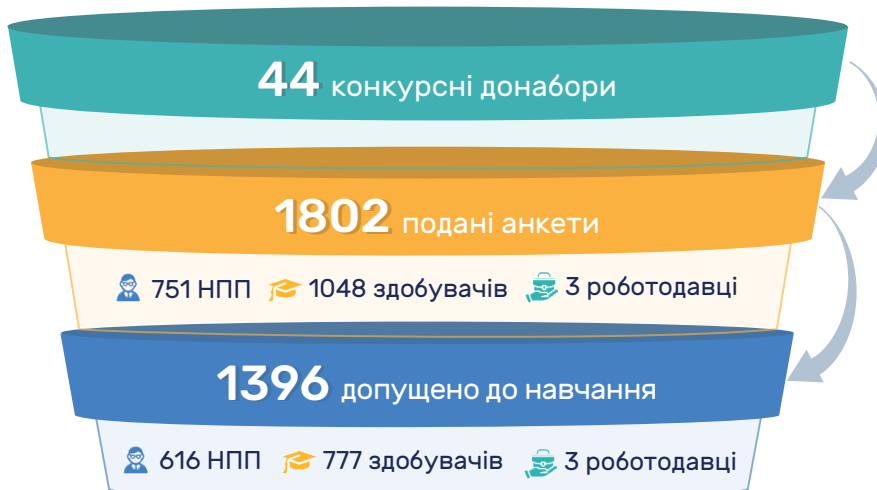 44 конкурсні донабори
1802 подані анкети
751 НПП 1048 здобувачів 3 роботодавці
1396 допущено до навчання
616 НПП 777 здобувачів 3 роботодавці